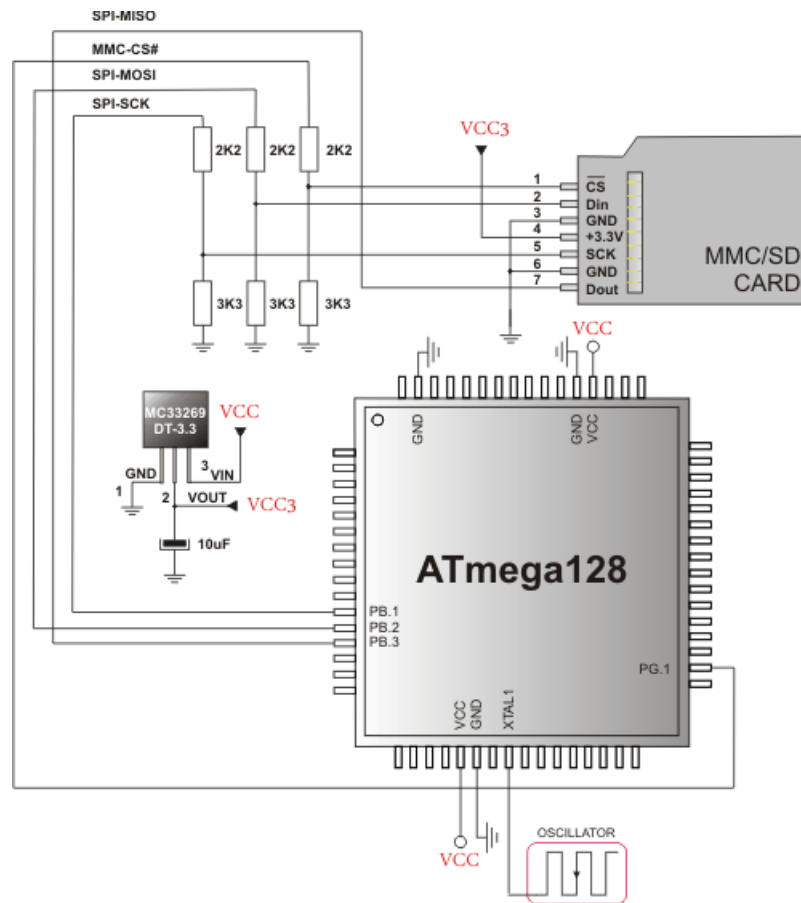 SPI-MISO
MMC-CS#
SPI-MOSI
SPI-SCK
2K2 2K2 2K2
VCC3
1 CS
2 Din
3 GND
4 +3.3V
5 SCK
6 GND
7 Dout
MMC/SD
CARD
3K3 3K3 3K3
VCC
GND GND VCC
MC33269
DT-3.3
VCC
GND 3 VIN
1 2 VOUT VCC3
10uF
ATmega128
PB.1
PB.2
PB.3
PG.1
VCC GND XTAL1
VCC
OSCILLATOR